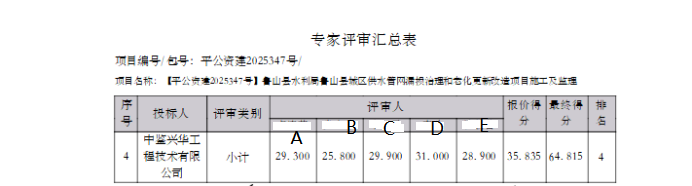 专家评审汇总表
项目编号/包号：平公资建2025347号/
项目名称：【平公资建2025347号】鲁山县水利局鲁山县城区供水管网漏损治理和老化更新改造项目施工及监理
序号 投标人 评审类别 评审人 报价得分 最终得分 排名
A B C D E
4 中监兴华工程技术有限公司 小计 29.300 25.800 29.900 31.000 28.900 35.835 64.815 4